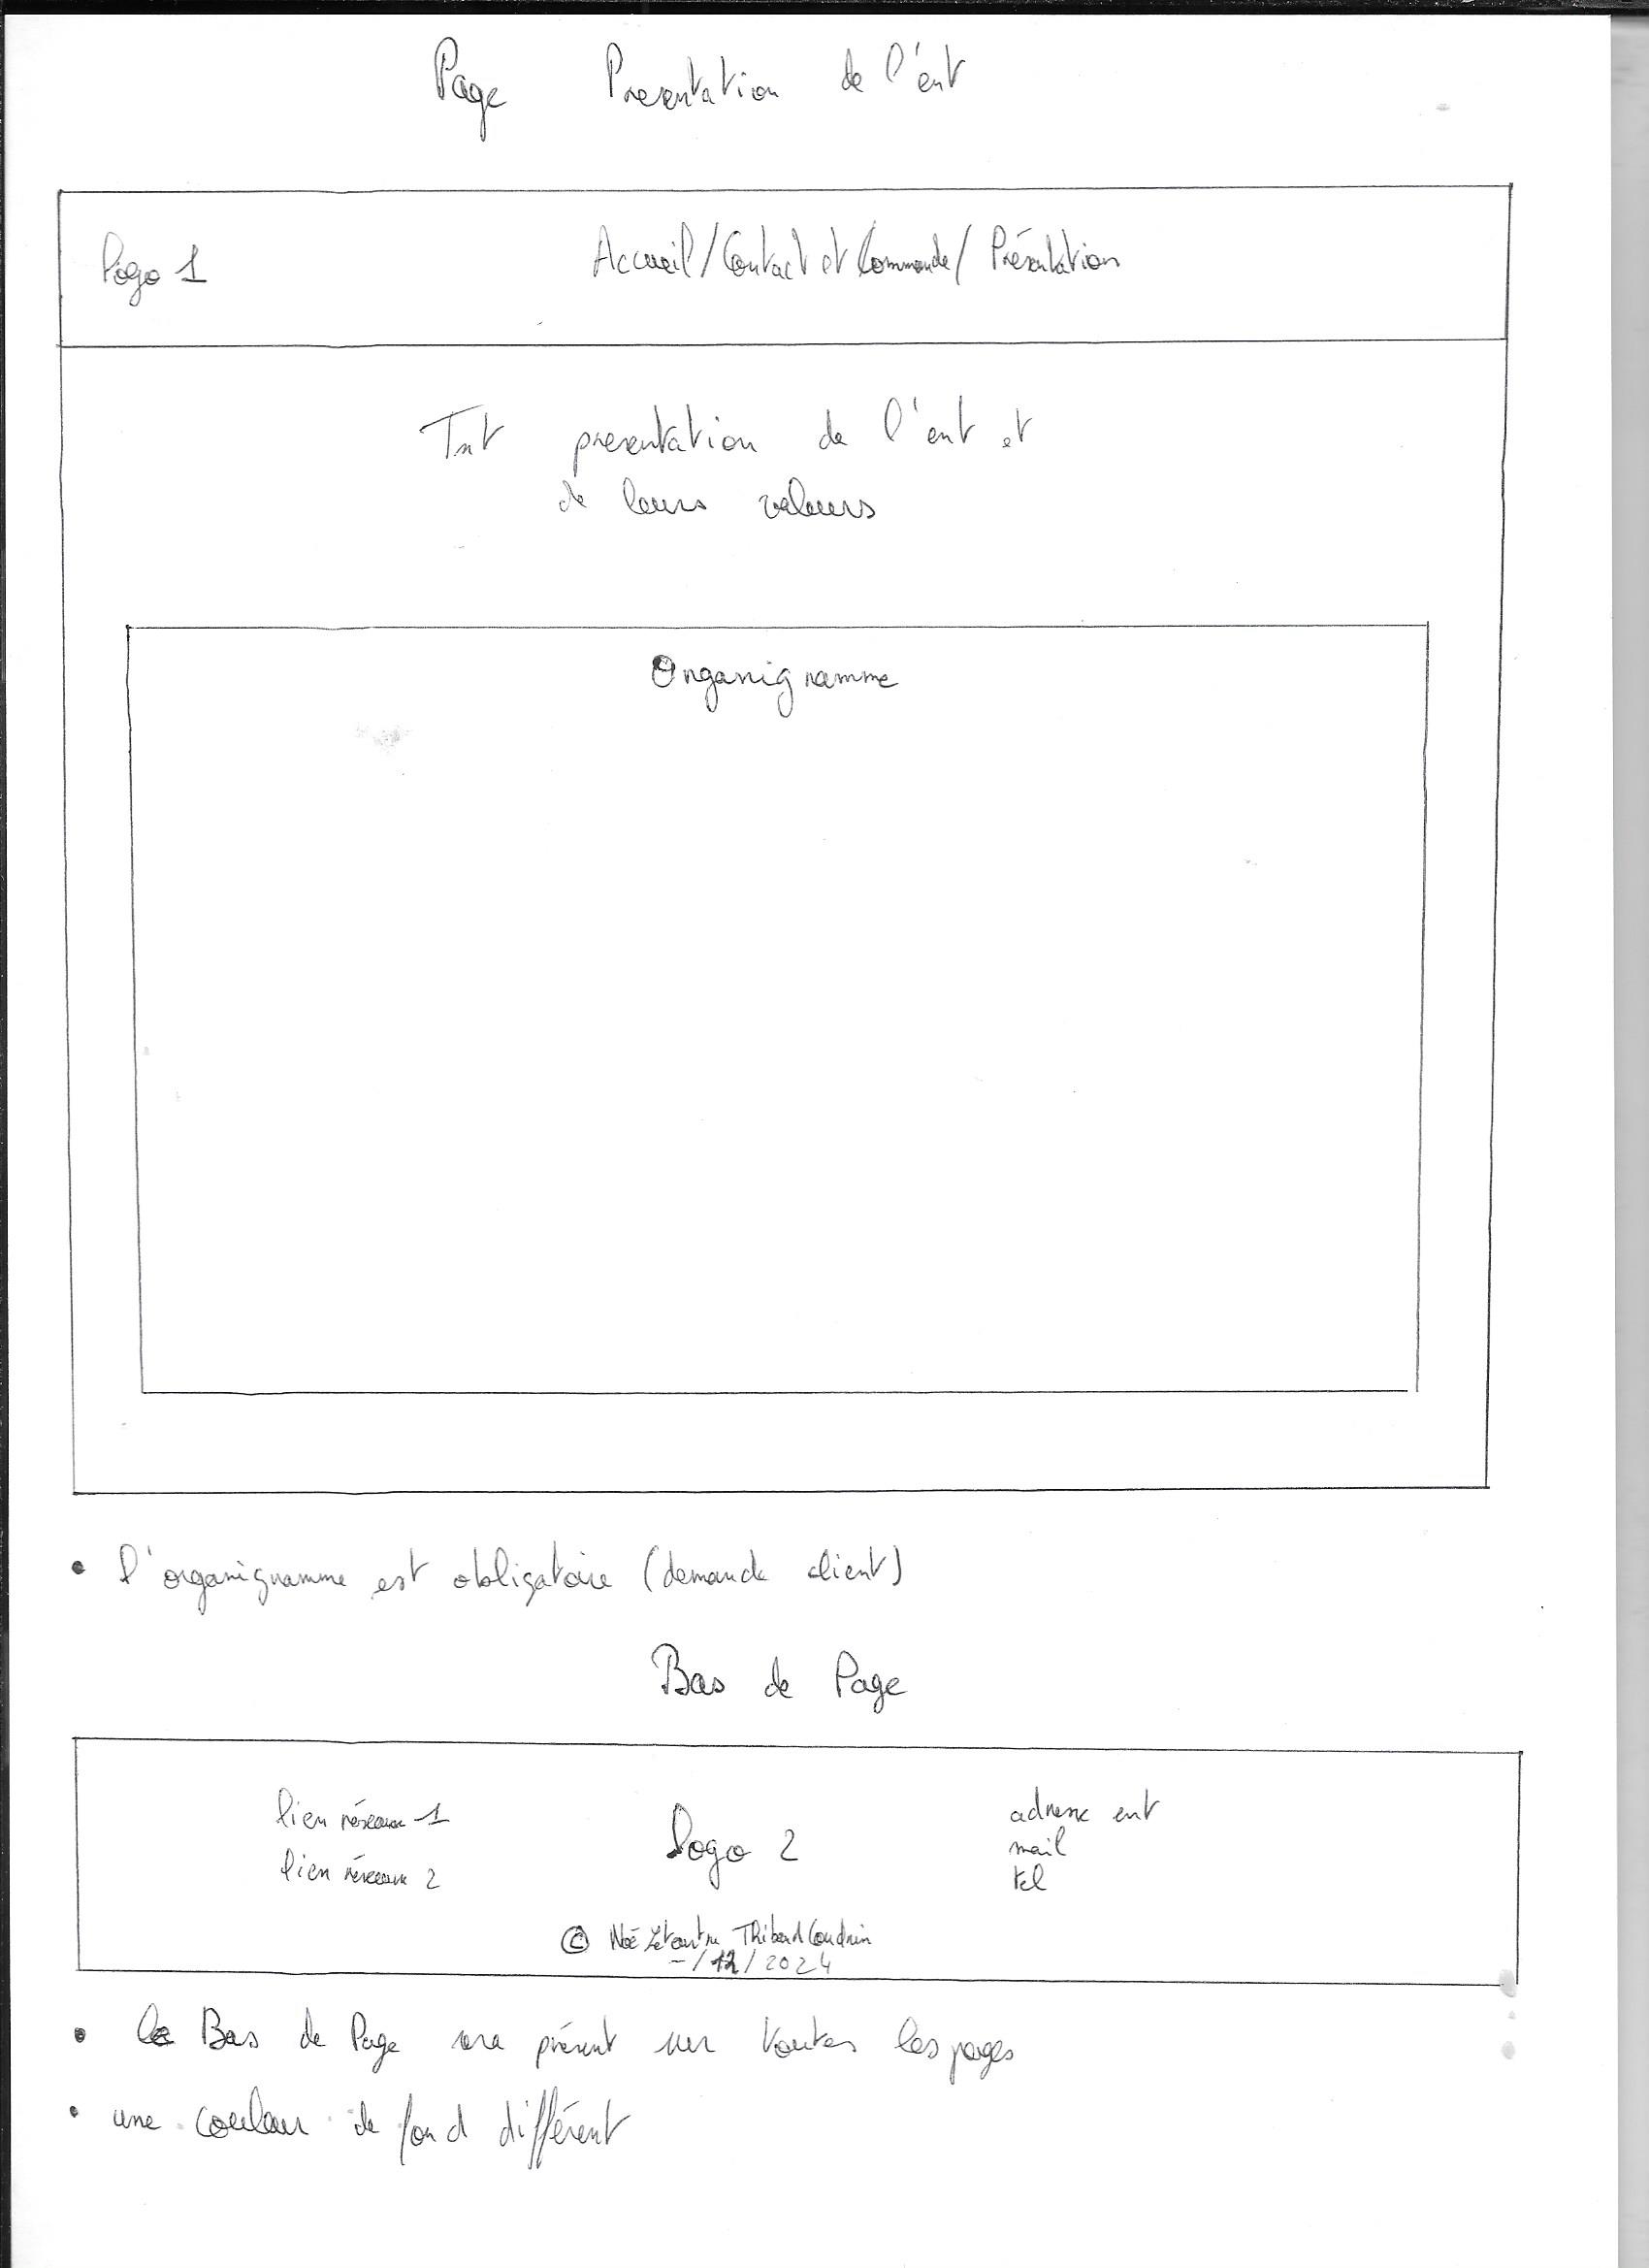 Page Presentation de l'ent
logo 1
Accueil/Contact et Commande/ Présentation
Txt presentation de l'ent et
de leurs valeurs
Organigramme
• l'organigramme est obligatoire (demande client)
Bas de Page
lien réseaux 1
lien réseaux 2
logo 2
adresse ent
mail
tel
© Noé Thibaud Coudrin
-/12/2024
• le Bas de Page sera présent sur toutes les pages
• une couleur de fond différent